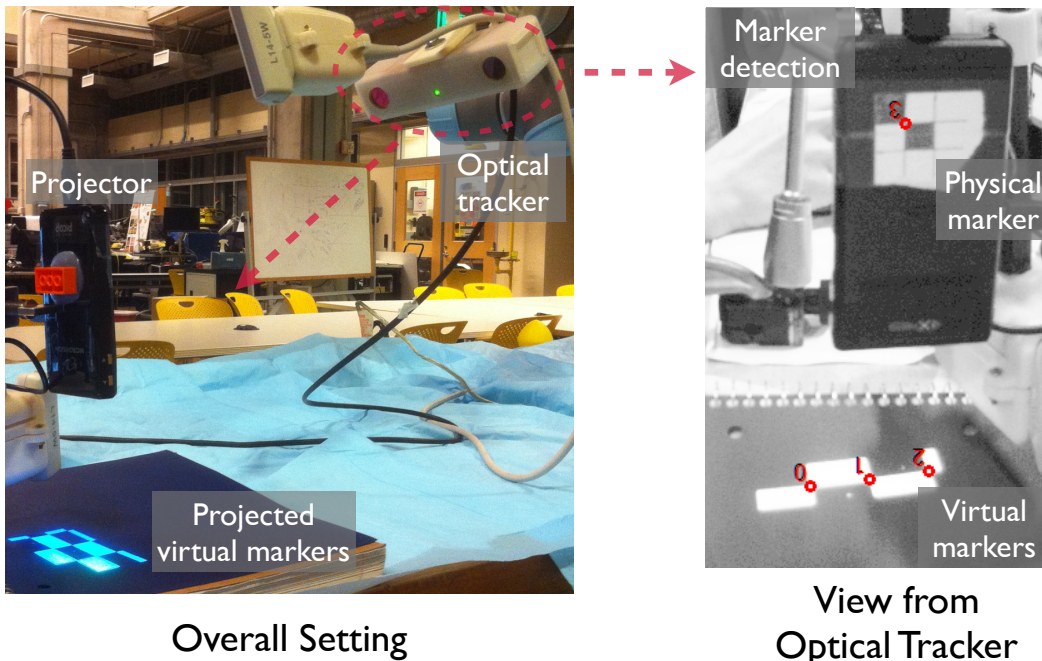 L14-5W
Projector
Optical
tracker
Projected
virtual markers
Overall Setting
Marker
detection
3
Physical
marker
0
1
2
Virtual
markers
View from
Optical Tracker